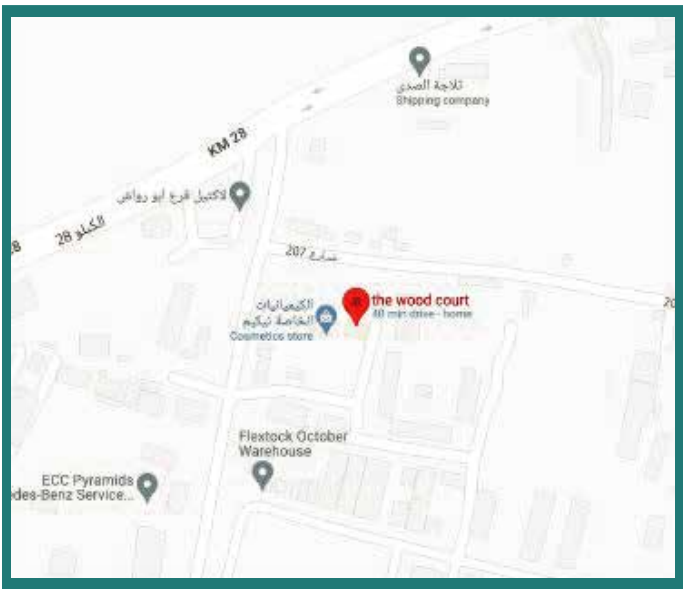 ثلاجة الصدى
Shipping company
KM 28
لاكتيل فرع ابو رواش
الكيلو 28
شارع 207
the wood court
40 min drive - home
الكيميائيات
الخاصة تيكيم
Cosmetics store
Flextock October
Warehouse
ECC Pyramids
des-Benz Service...